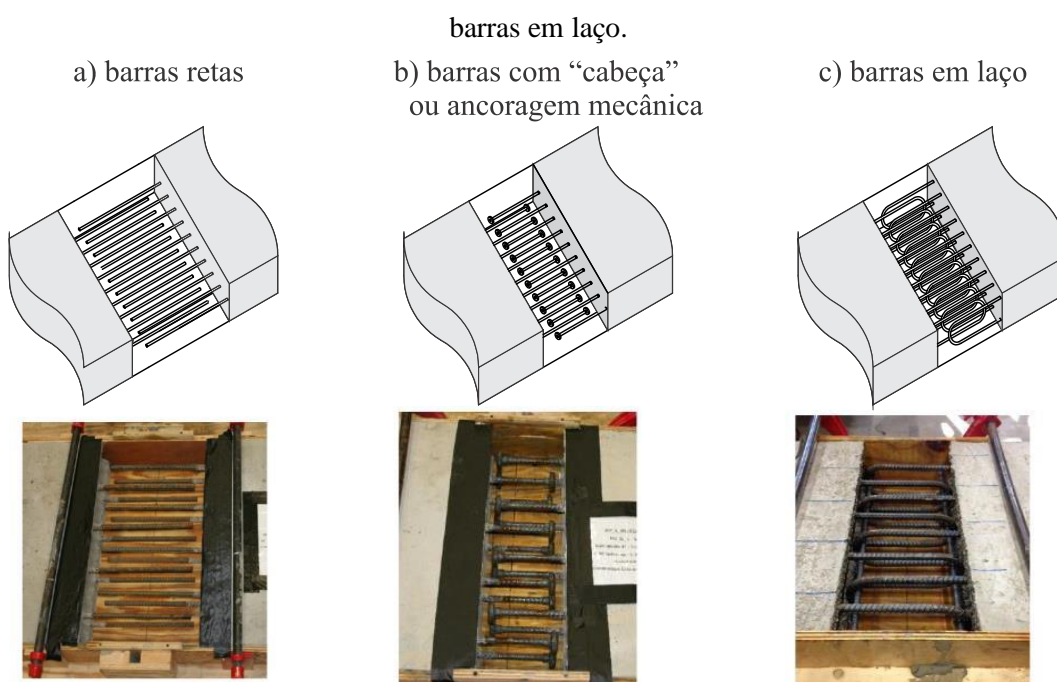 barras em laço.
a) barras retas
b) barras com “cabeça”
ou ancoragem mecânica
c) barras em laço